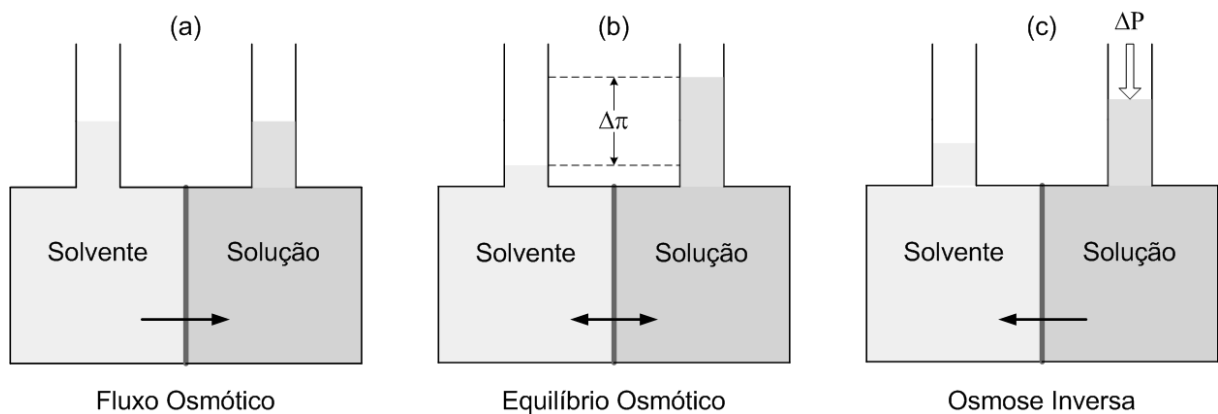 (a)
(b)
(c)
ΔP
Δπ
Solvente
Solução
Solvente
Solução
Solvente
Solução
Fluxo Osmótico
Equilíbrio Osmótico
Osmose Inversa